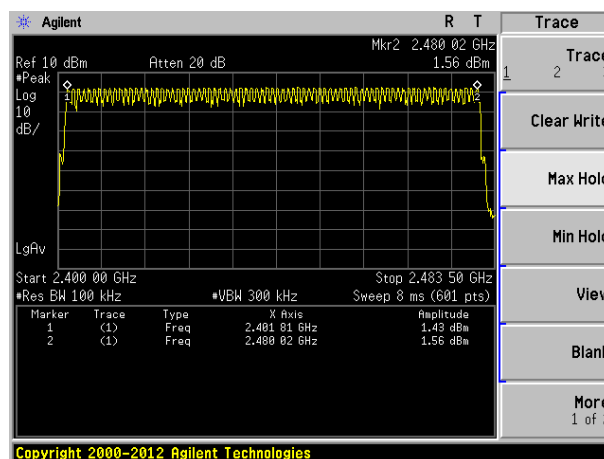 Agilent R T Trace
Mkr2 2.480 02 GHz
Ref 10 dBm Atten 20 dB 1.56 dBm
#Peak
Log
10
dB/
1 2
LgAv
Start 2.400 00 GHz Stop 2.483 50 GHz
#Res BW 100 kHz #VBW 300 kHz Sweep 8 ms (601 pts)
Marker Trace Type X Axis Amplitude
1 (1) Freq 2.401 81 GHz 1.43 dBm
2 (1) Freq 2.480 02 GHz 1.56 dBm
Copyright 2000-2012 Agilent Technologies
Trace
1 2
Clear Write
Max Hold
Min Hold
View
Blank
More
1 of